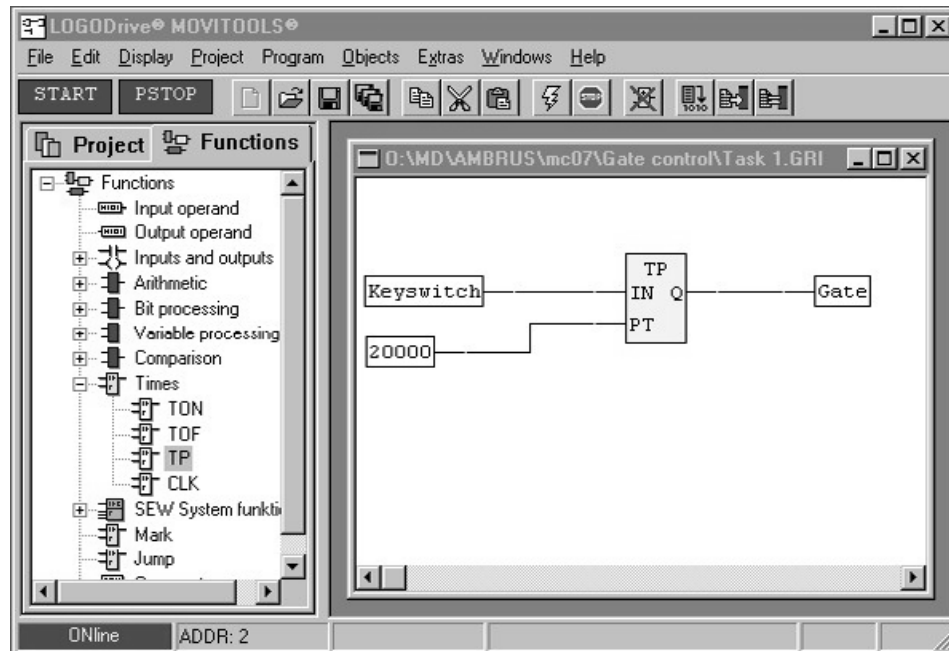 LOGODrive® MOVITOOLS®
File Edit Display Project Program Objects Extras Windows Help
START PSTOP
Project Functions
Functions
Input operand
Output operand
Inputs and outputs
Arithmetic
Bit processing
Variable processing
Comparison
Times
TON
TOF
TP
CLK
SEW System funkti
Mark
Jump
O:\MD\AMBRUS\mc07\Gate control\Task 1.GRI
TP
Keyswitch IN Q Gate
PT
20000
ONline ADDR: 2